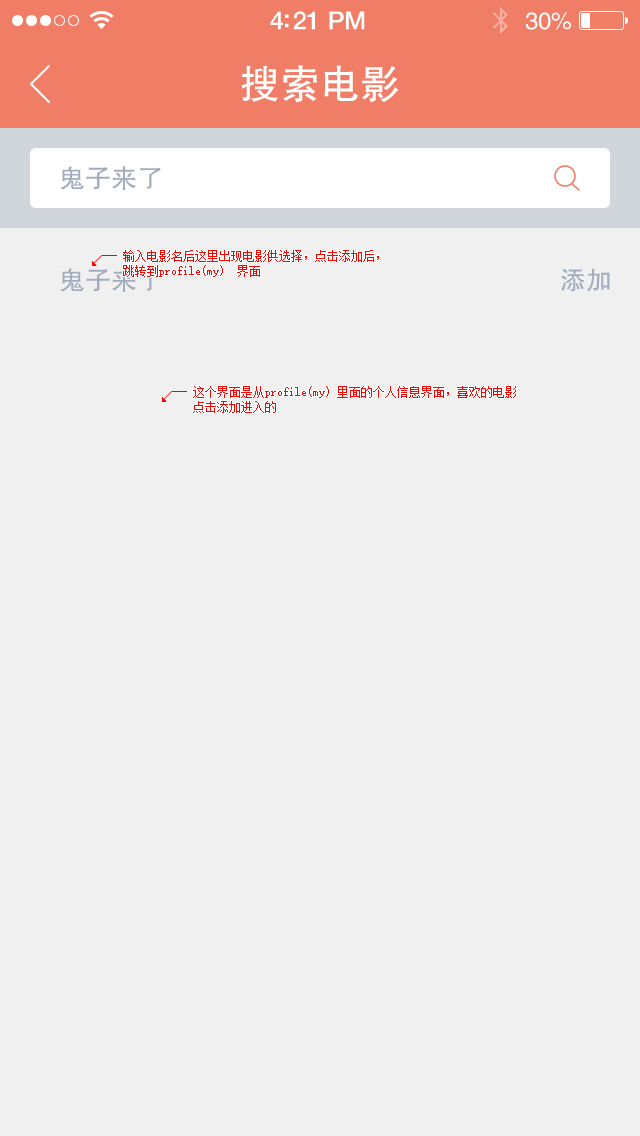 4:21 PM
30%
搜索电影
鬼子来了
输入电影名后这里出现电影供选择，点击添加后，
跳转到profile(my) 界面
鬼子来了
添加
这个界面是从profile(my) 里面的个人信息界面，喜欢的电影
点击添加进入的